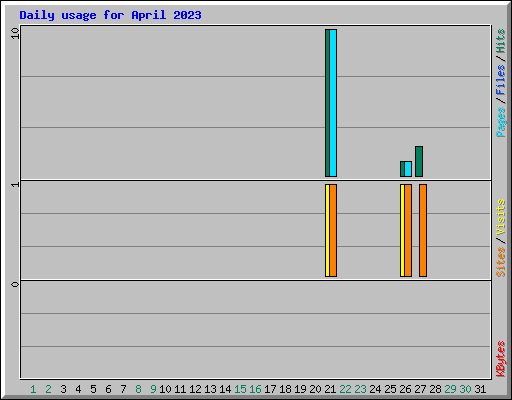 Daily usage for April 2023
10
1
0
Pages / Files / Hits
Sites / Visits
KBytes
1 2 3 4 5 6 7 8 9 10 11 12 13 14 15 16 17 18 19 20 21 22 23 24 25 26 27 28 29 30 31